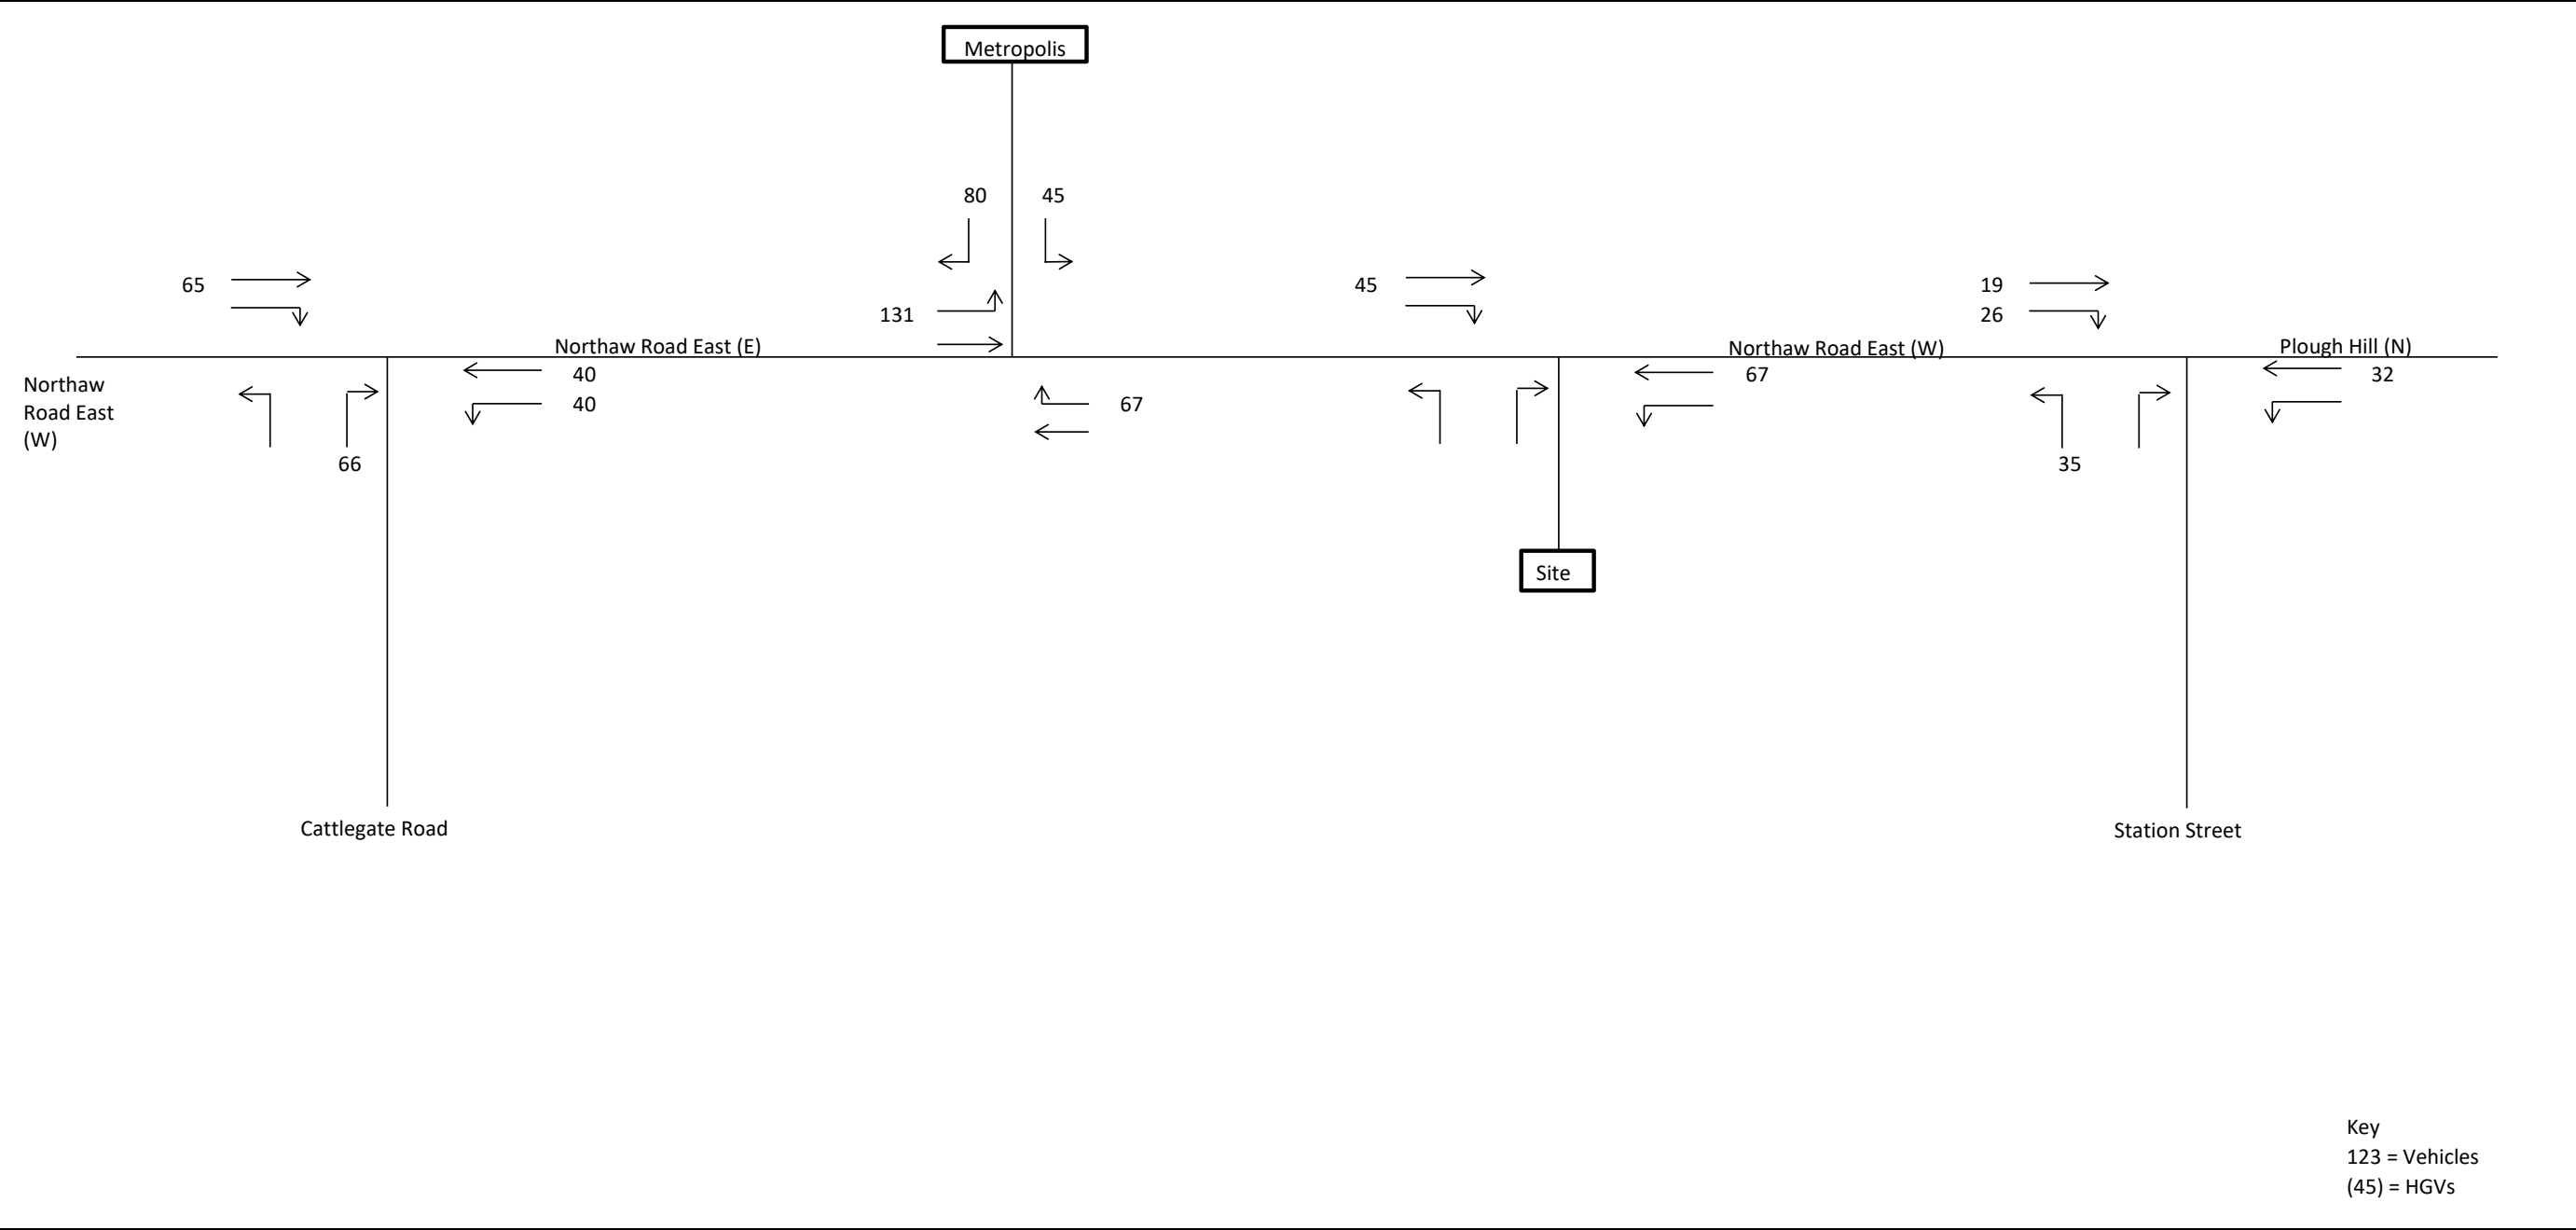 Metropolis
80 45
65
131
45
19
26
Northaw Road East (E)
Northaw Road East (W)
Plough Hill (N)
Northaw
Road East
(W)
40
40
67
67
32
66
35
Site
Cattlegate Road
Station Street
Key
123 = Vehicles
(45) = HGVs